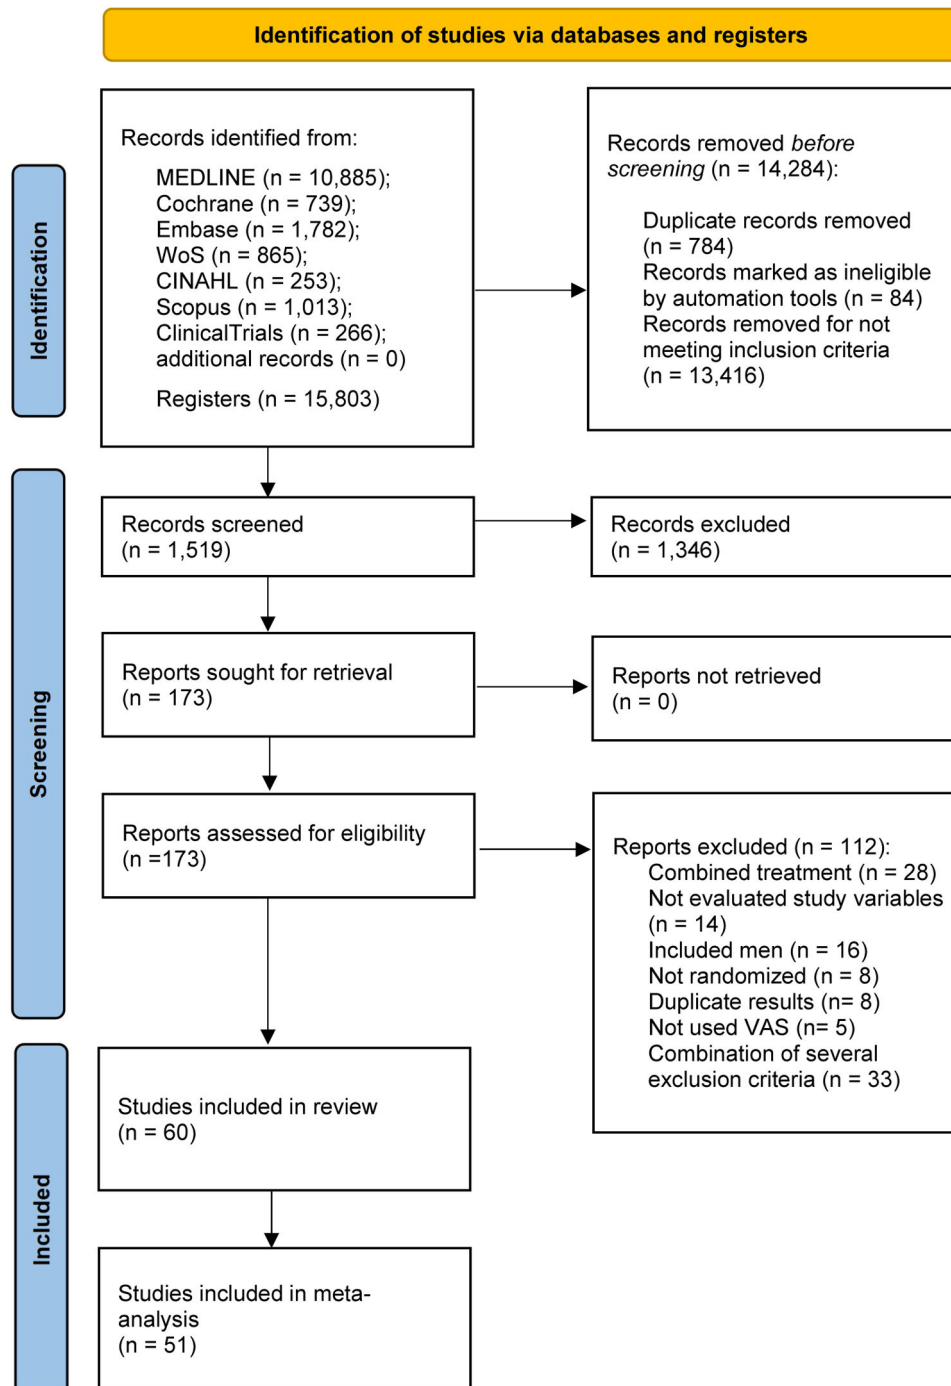 Identification of studies via databases and registers
Identification
Records identified from:
MEDLINE (n = 10,885);
Cochrane (n = 739);
Embase (n = 1,782);
WoS (n = 865);
CINAHL (n = 253);
Scopus (n = 1,013);
ClinicalTrials (n = 266);
additional records (n = 0)
Registers (n = 15,803)
Records removed before
screening (n = 14,284):
Duplicate records removed
(n = 784)
Records marked as ineligible
by automation tools (n = 84)
Records removed for not
meeting inclusion criteria
(n = 13,416)
Screening
Records screened
(n = 1,519)
Records excluded
(n = 1,346)
Reports sought for retrieval
(n = 173)
Reports not retrieved
(n = 0)
Reports assessed for eligibility
(n =173)
Reports excluded (n = 112):
Combined treatment (n = 28)
Not evaluated study variables
(n = 14)
Included men (n = 16)
Not randomized (n = 8)
Duplicate results (n= 8)
Not used VAS (n= 5)
Combination of several
exclusion criteria (n = 33)
Included
Studies included in review
(n = 60)
Studies included in meta-
analysis
(n = 51)